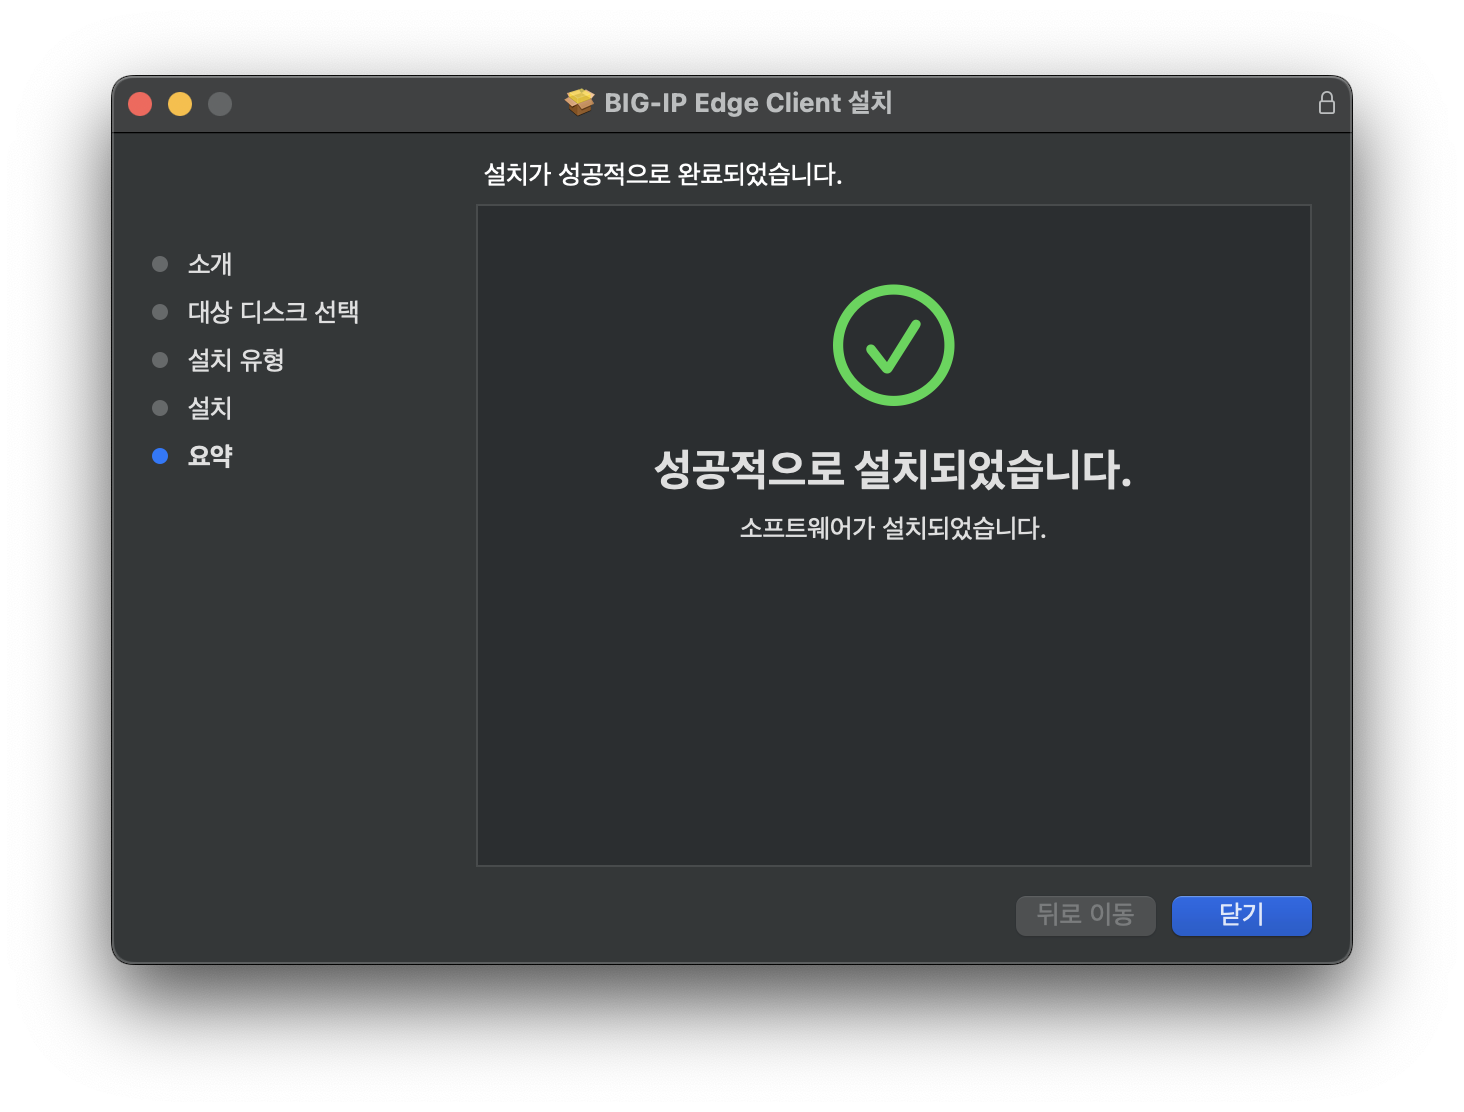 BIG-IP Edge Client 설치
설치가 성공적으로 완료되었습니다.
소개
대상 디스크 선택
설치 유형
설치
요약
성공적으로 설치되었습니다.
소프트웨어가 설치되었습니다.
뒤로 이동
닫기